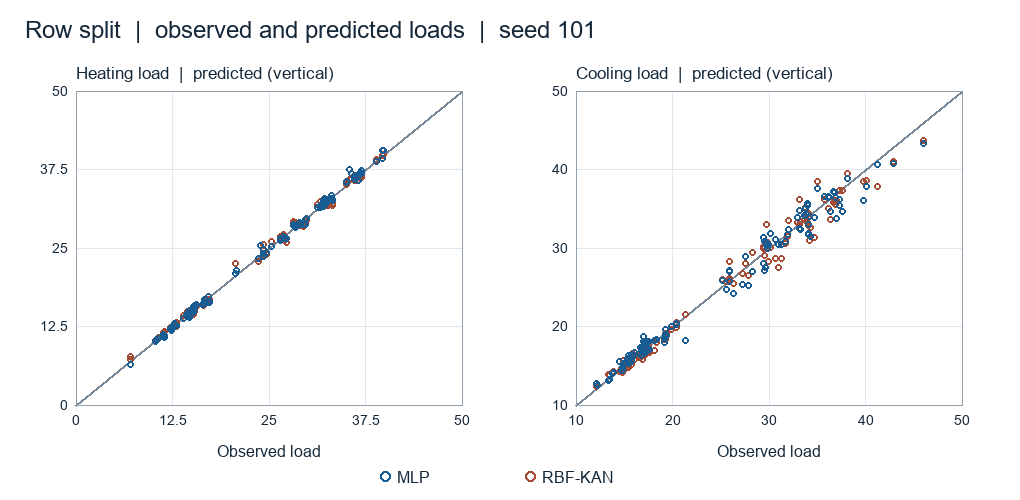 Row split | observed and predicted loads | seed 101
Heating load | predicted (vertical)
50
37.5
25
12.5
0
0 12.5 25 37.5 50
Observed load
Cooling load | predicted (vertical)
50
40
30
20
10
10 20 30 40 50
Observed load
MLP RBF-KAN